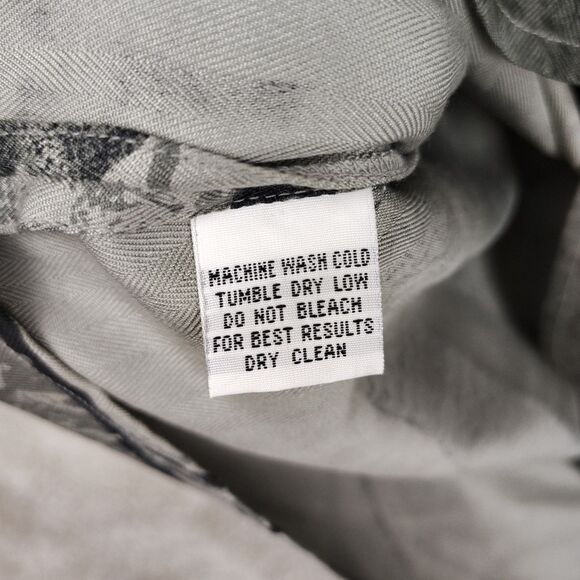 MACHINE WASH COLD
TUMBLE DRY LOW
DO NOT BLEACH
FOR BEST RESULTS
DRY CLEAN